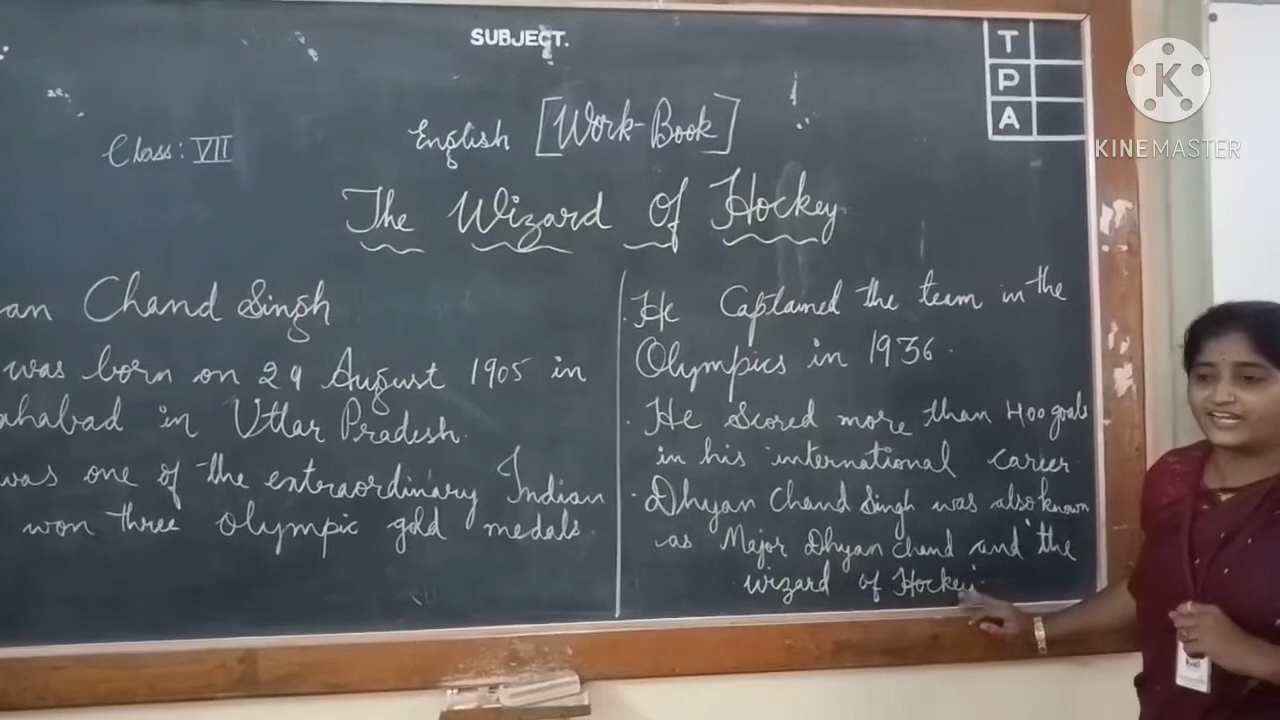 SUBJECT.
T
P
A
KINEMASTER
Class: VII
English [Work-Book]
The Wizard Of Hockey
an Chand Singh
was born on 29 August 1905 in
ahabad in Uttar Pradesh.
was one of the extraordinary Indian
won three olympic gold medals.
. He Captained the team in the
Olympics in 1936.
. He Scored more than 400 goals
in his international career.
. Dhyan Chand Singh was also known
as Major Dhyan Chand and the
wizard of Hockey.